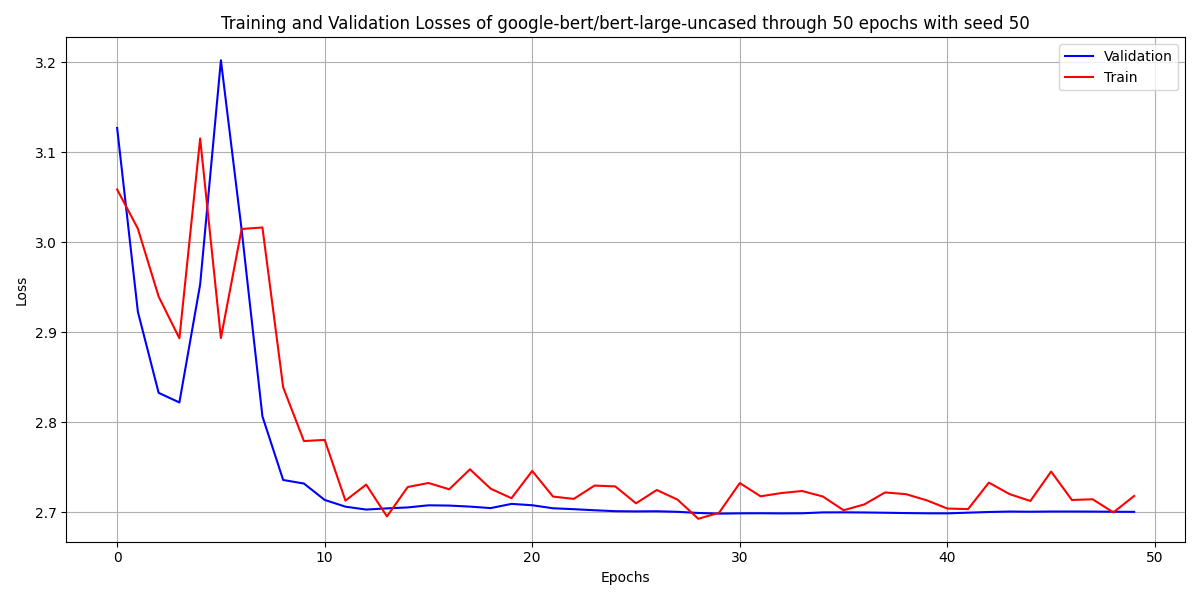 Training and Validation Losses of google-bert/bert-large-uncased through 50 epochs with seed 50
Validation
Train
3.2
3.1
3.0
2.9
2.8
2.7
Loss
0 10 20 30 40 50
Epochs